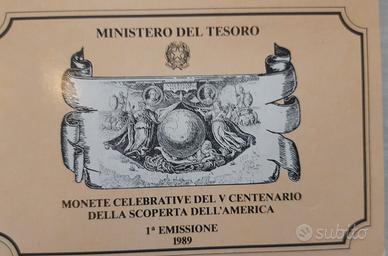 MINISTERO DEL TESORO
MONETE CELEBRATIVE DEL V CENTENARIO
DELLA SCOPERTA DELL'AMERICA
1ª EMISSIONE
1989
subito